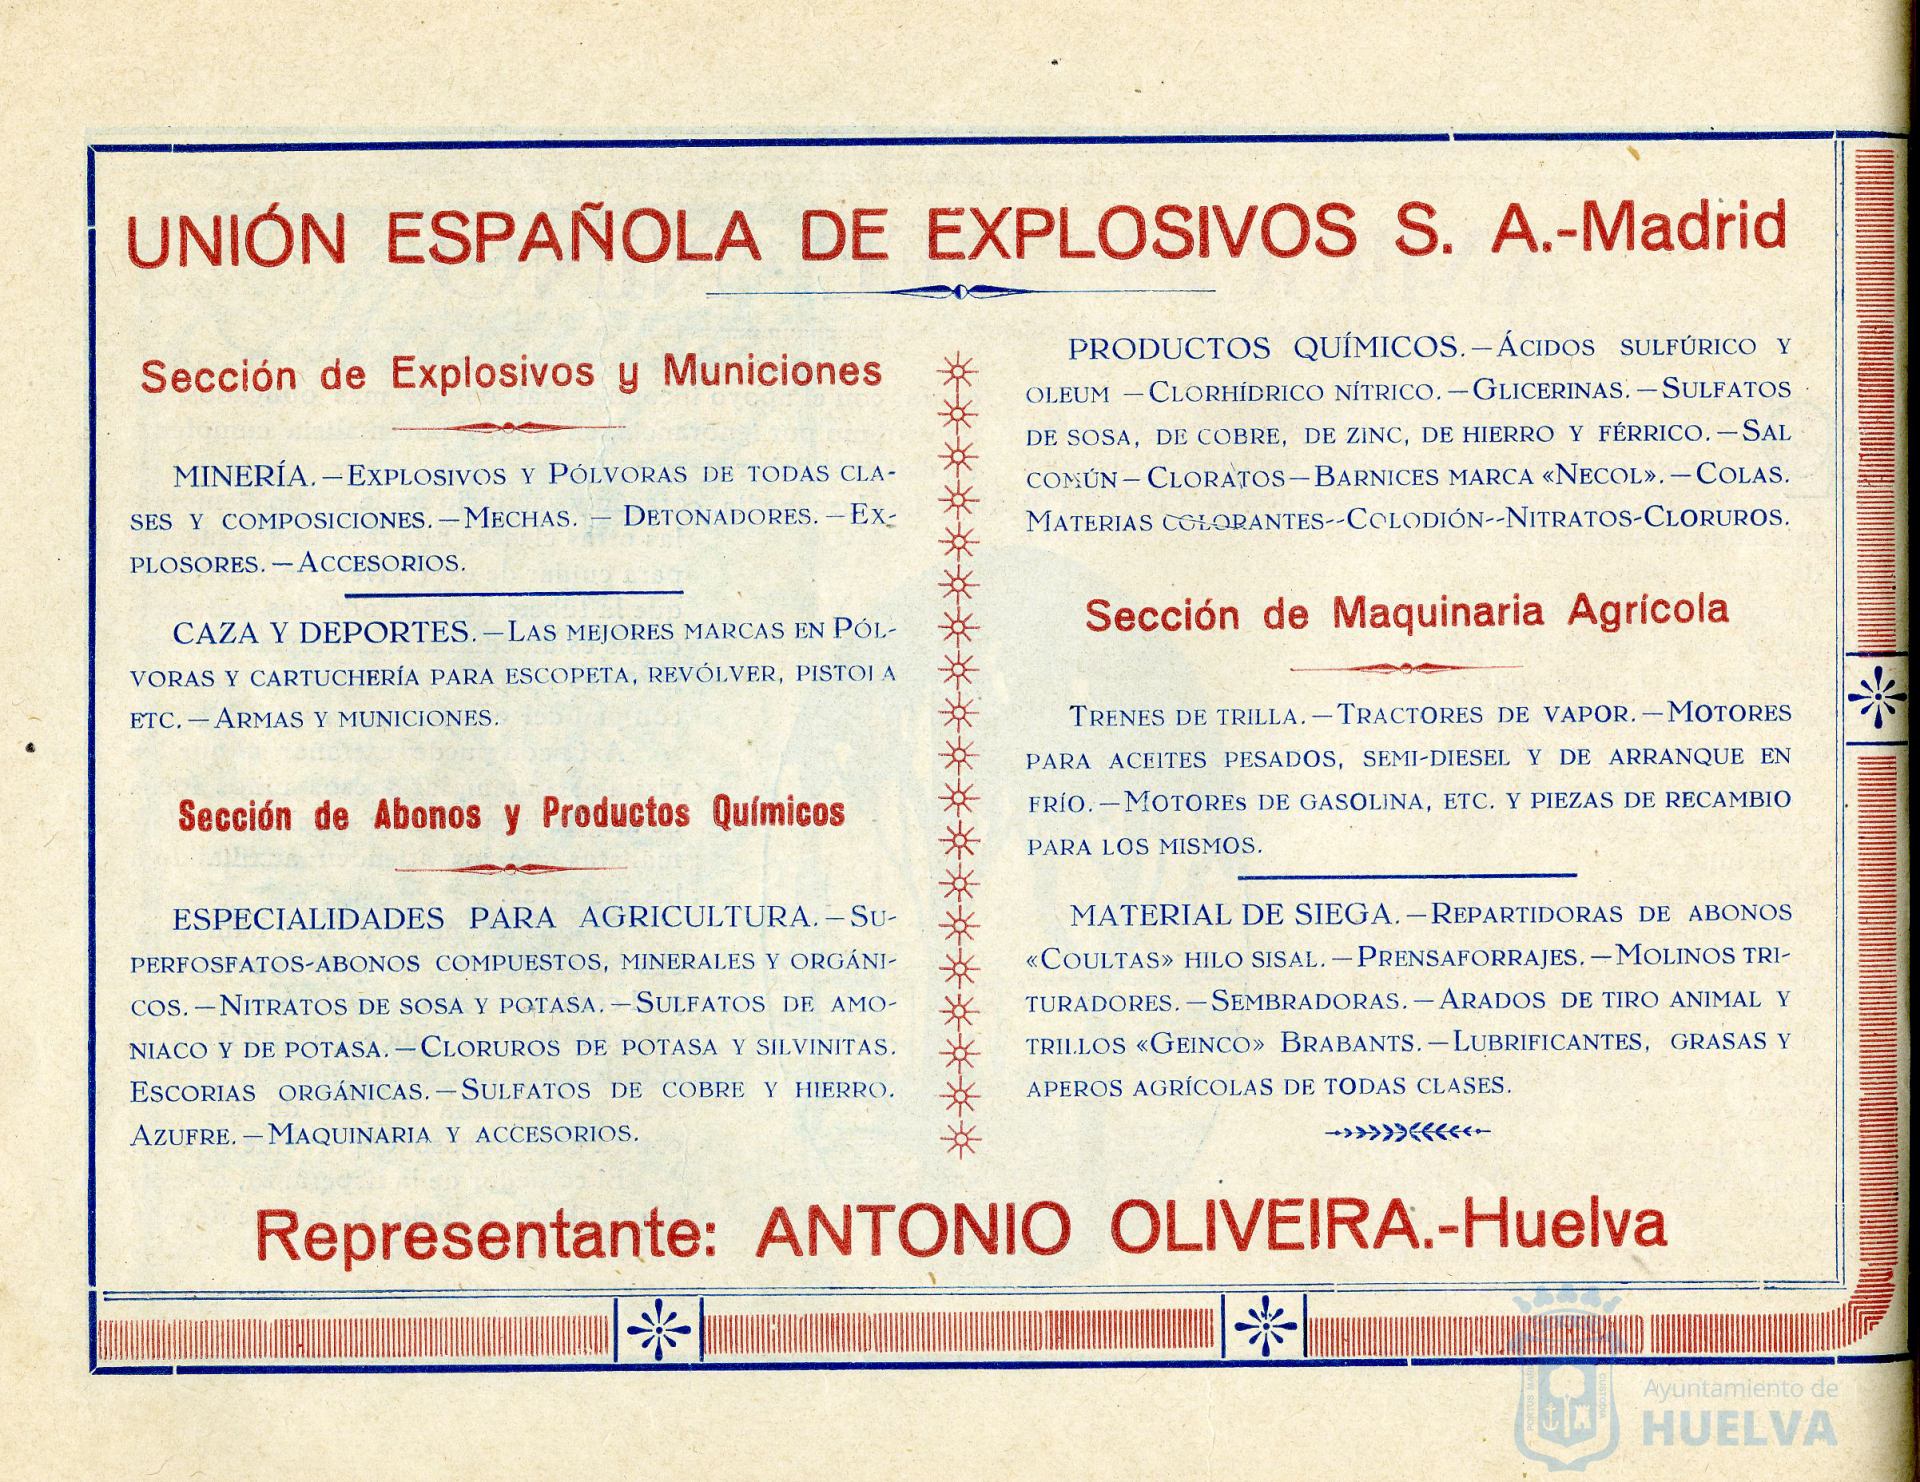 UNIÓN ESPAÑOLA DE EXPLOSIVOS S. A.-Madrid
Sección de Explosivos y Municiones
MINERÍA.—EXPLOSIVOS Y PÓLVORAS DE TODAS CLA-
SES Y COMPOSICIONES.—MECHAS. — DETONADORES.—EX-
PLOSORES.—ACCESORIOS.
CAZA Y DEPORTES.—LAS MEJORES MARCAS EN PÓL-
VORAS Y CARTUCHERÍA PARA ESCOPETA, REVÓLVER, PISTOLA
ETC.—ARMAS Y MUNICIONES.
Sección de Abonos y Productos Químicos
ESPECIALIDADES PARA AGRICULTURA.—SU-
PERFOSFATOS-ABONOS COMPUESTOS, MINERALES Y ORGÁNI-
COS.—NITRATOS DE SOSA Y POTASA.—SULFATOS DE AMO-
NIACO Y DE POTASA.—CLORUROS DE POTASA Y SILVINITAS.
ESCORIAS ORGÁNICAS.—SULFATOS DE COBRE Y HIERRO.
AZUFRE.—MAQUINARIA Y ACCESORIOS.
PRODUCTOS QUÍMICOS.—ÁCIDOS SULFÚRICO Y
OLEUM —CLORHÍDRICO NÍTRICO.—GLICERINAS.—SULFATOS
DE SOSA, DE COBRE, DE ZINC, DE HIERRO Y FÉRRICO.—SAL
COMÚN—CLORATOS—BARNICES MARCA «NECOL».—COLAS.
MATERIAS COLORANTES--COLODIÓN--NITRATOS-CLORUROS.
Sección de Maquinaria Agrícola
TRENES DE TRILLA.—TRACTORES DE VAPOR.—MOTORES
PARA ACEITES PESADOS, SEMI-DIESEL Y DE ARRANQUE EN
FRÍO.—MOTORES DE GASOLINA, ETC. Y PIEZAS DE RECAMBIO
PARA LOS MISMOS.
MATERIAL DE SIEGA.—REPARTIDORAS DE ABONOS
«COULTAS» HILO SISAL.—PRENSAFORRAJES.—MOLINOS TRI-
TURADORES.—SEMBRADORAS.—ARADOS DE TIRO ANIMAL Y
TRILLOS «GEINCO» BRABANTS.—LUBRIFICANTES, GRASAS Y
APEROS AGRÍCOLAS DE TODAS CLASES.
Representante: ANTONIO OLIVEIRA.-Huelva
Ayuntamiento de
HUELVA